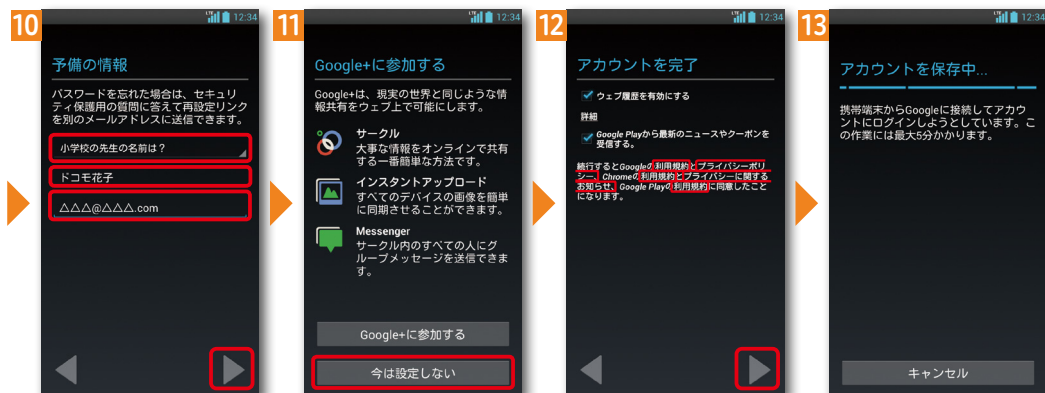 10
12:34
予備の情報
パスワードを忘れた場合は、セキュリ
ティ保護用の質問に答えて再設定リンク
を別のメールアドレスに送信できます。
小学校の先生の名前は？
ドコモ花子
△△△@△△△.com
11
12:34
Google+に参加する
Google+は、現実の世界と同じような情
報共有をウェブ上で可能にします。
サークル
大事な情報をオンラインで共有
する一番簡単な方法です。
インスタントアップロード
すべてのデバイスの画像を簡単
に同期させることができます。
Messenger
サークル内のすべての人にグ
ループメッセージを送信できま
す。
Google+に参加する
今は設定しない
12
12:34
アカウントを完了
ウェブ履歴を有効にする
詳細
Google Playから最新のニュースやクーポンを
受信する。
続行するとGoogleの利用規約とプライバシーポリ
シー、Chromeの利用規約とプライバシーに関する
お知らせ、Google Playの利用規約に同意したこと
になります。
13
12:34
アカウントを保存中...
携帯端末からGoogleに接続してアカウ
ントにログインしようとしています。こ
の作業には最大5分かかります。
キャンセル